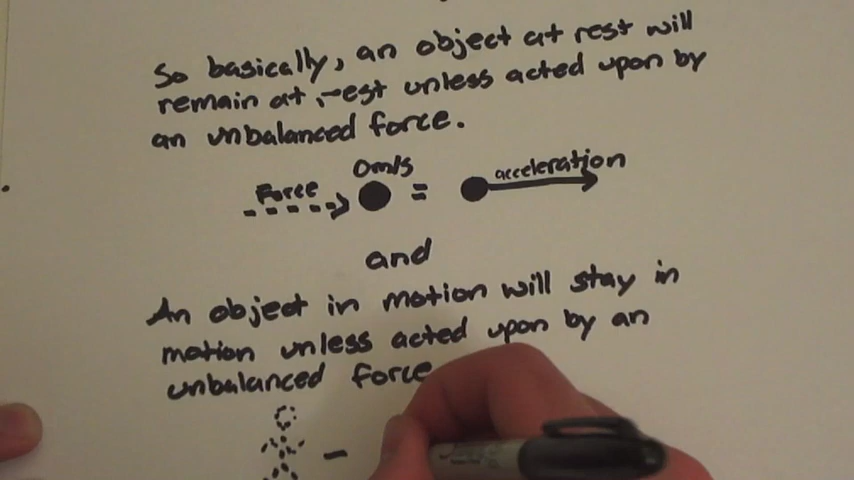 So basically, an object at rest will
remain at rest unless acted upon by
an unbalanced force.
0m/s
Force
=
acceleration
and
An object in motion will stay in
motion unless acted upon by an
unbalanced force